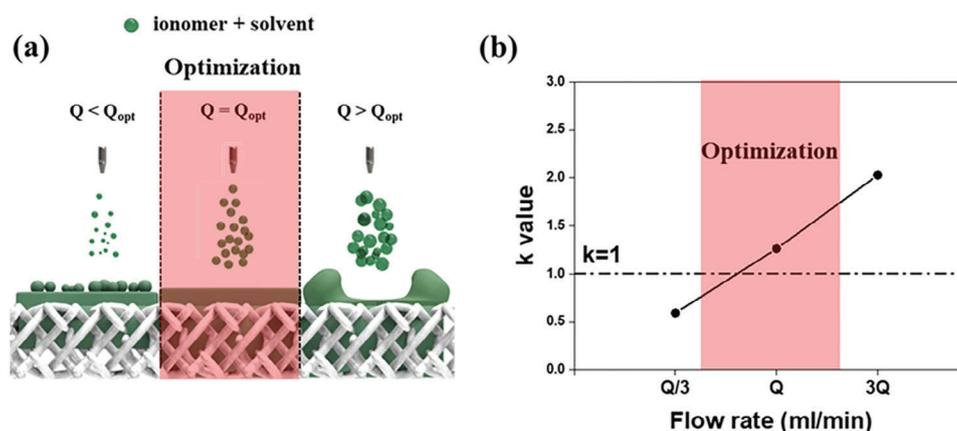 (a)
ionomer + solvent
Optimization
Q < Qopt
Q = Qopt
Q > Qopt
(b)
3.0
2.5
2.0
1.5
1.0
0.5
0.0
k value
Optimization
k=1
Q/3
Q
3Q
Flow rate (ml/min)